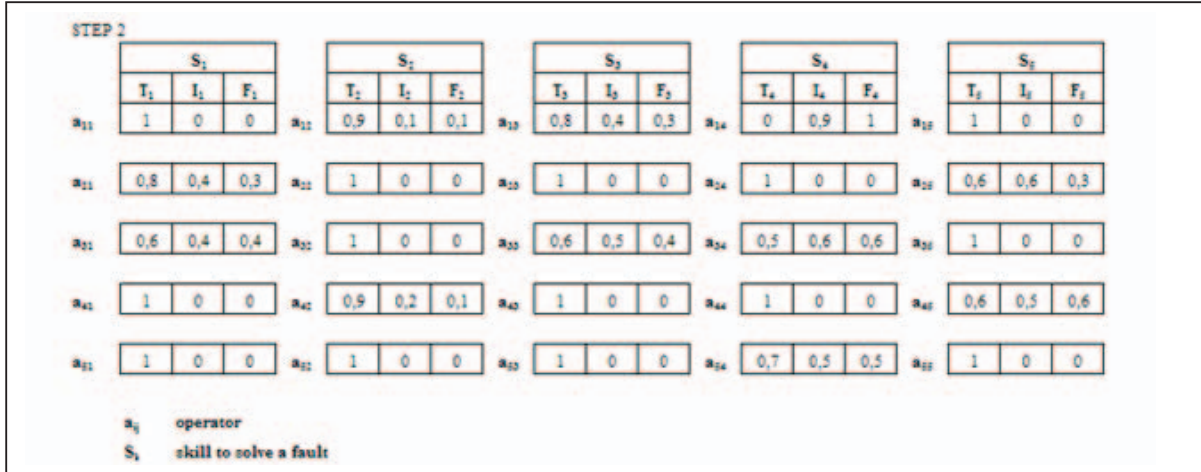 STEP 2
S₁ S₂ S₃ S₄ S₅
T₁ I₁ F₁ T₂ I₂ F₂ T₃ I₃ F₃ T₄ I₄ F₄ T₅ I₅ F₅
a₁₁ 1 0 0 a₁₂ 0,9 0,1 0,1 a₁₃ 0,8 0,4 0,3 a₁₄ 0 0,9 1 a₁₅ 1 0 0
a₂₁ 0,8 0,4 0,3 a₂₂ 1 0 0 a₂₃ 1 0 0 a₂₄ 1 0 0 a₂₅ 0,6 0,6 0,3
a₃₁ 0,6 0,4 0,4 a₃₂ 1 0 0 a₃₃ 0,6 0,5 0,4 a₃₄ 0,5 0,6 0,6 a₃₅ 1 0 0
a₄₁ 1 0 0 a₄₂ 0,9 0,2 0,1 a₄₃ 1 0 0 a₄₄ 1 0 0 a₄₅ 0,6 0,5 0,6
a₅₁ 1 0 0 a₅₂ 1 0 0 a₅₃ 1 0 0 a₅₄ 0,7 0,5 0,5 a₅₅ 1 0 0
aᵢⱼ operator
Sₖ skill to solve a fault